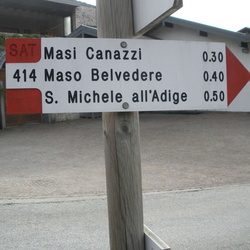 SAT Masi Canazzi 0.30
414 Maso Belvedere 0.40
S. Michele all'Adige 0.50